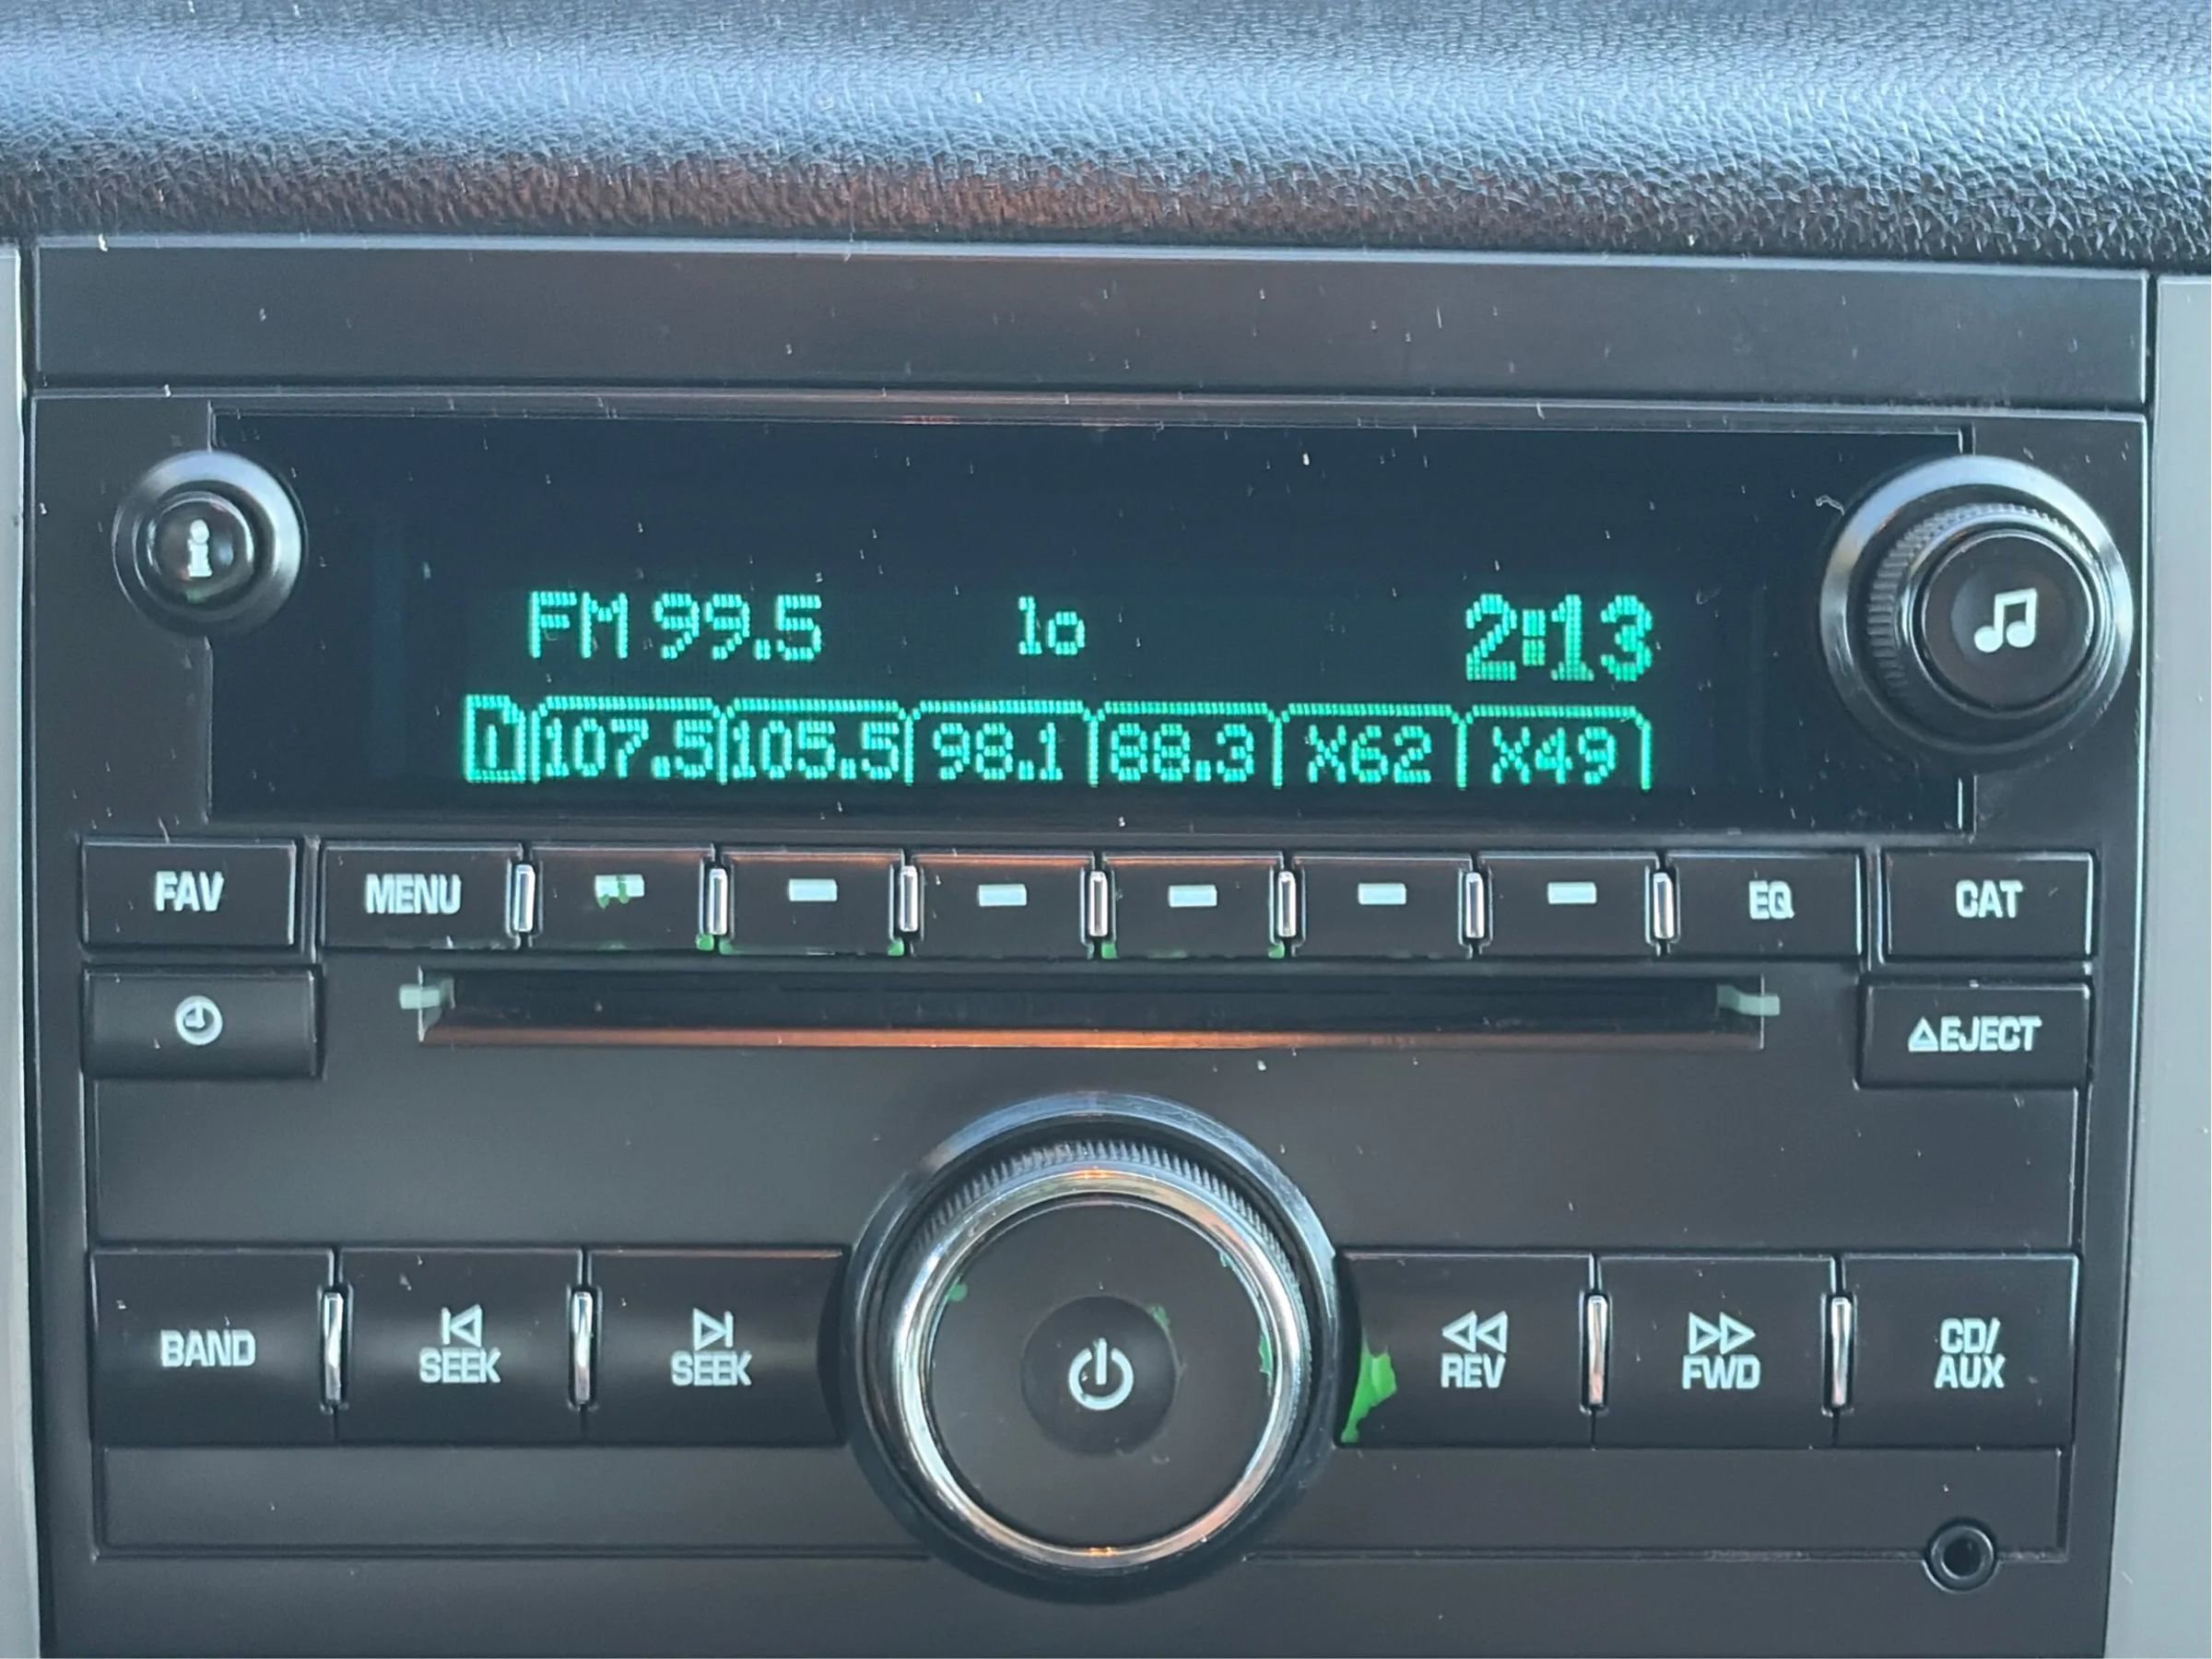 FM 99.5 lo 2:13
1 107.5 105.5 98.1 88.3 X62 X49
FAV MENU EQ CAT
△EJECT
BAND SEEK SEEK REV FWD CD/
AUX